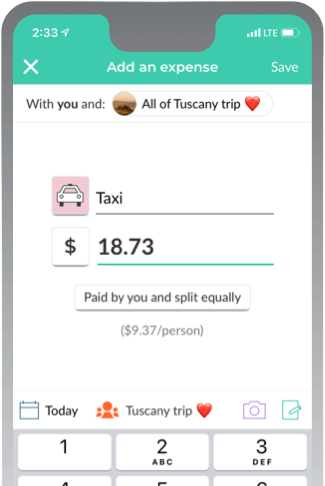 2:33 LTE
Add an expense Save
With you and: All of Tuscany trip ❤️
Taxi
$ 18.73
Paid by you and split equally
($9.37/person)
Today Tuscany trip ❤️
1 2 3
ABC DEF